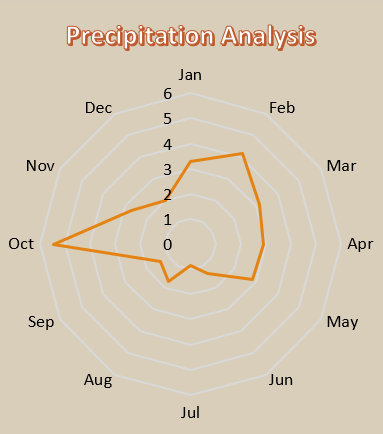 Precipitation Analysis
Jan
6
Dec
Feb
5
4
Nov
Mar
3
2
1
Oct
0
Apr
Sep
May
Aug
Jun
Jul